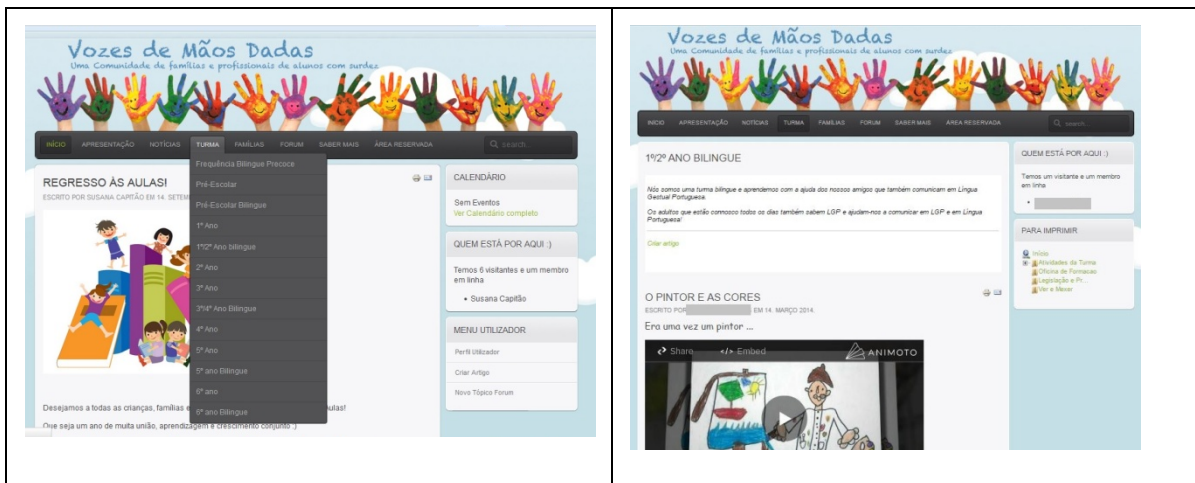 Vozes de Mãos Dadas
Uma Comunidade de famílias e profissionais de alunos com surdez
INÍCIO APRESENTAÇÃO NOTÍCIAS TURMA FAMÍLIAS FORUM SABER MAIS ÁREA RESERVADA search...
Frequência Bilingue Precoce
Pré-Escolar
Pré-Escolar Bilingue
1º Ano
1º/2º Ano bilingue
2º Ano
3º Ano
3º/4º Ano Bilingue
4º Ano
5º Ano
5º ano Bilingue
6º ano
6º ano Bilingue
REGRESSO ÀS AULAS!
ESCRITO POR SUSANA CAPITÃO EM 14.
Desejamos a todas as crianças, famílias e
Que seja um ano de muita união, aprendizagem e crescimento conjunto :)
CALENDÁRIO
Sem Eventos
Ver Calendário completo
QUEM ESTÁ POR AQUI :)
Temos 6 visitantes e um membro
em linha
Susana Capitão
MENU UTILIZADOR
Perfil Utilizador
Criar Artigo
Novo Tópico Forum
Vozes de Mãos Dadas
Uma Comunidade de famílias e profissionais de alunos com surdez
INÍCIO APRESENTAÇÃO NOTÍCIAS TURMA FAMÍLIAS FORUM SABER MAIS ÁREA RESERVADA search...
1º/2º ANO BILINGUE
Nós somos uma turma bilingue e aprendemos com a ajuda dos nossos amigos que também comunicam em Língua
Gestual Portuguesa.
Os adultos que estão connosco todos os dias também sabem LGP e ajudam-nos a comunicar em LGP e em Língua
Portuguesa!
Criar artigo
O PINTOR E AS CORES
ESCRITO POR EM 14. MARÇO 2014.
Era uma vez um pintor ...
Share </> Embed ANIMOTO
QUEM ESTÁ POR AQUI :)
Temos um visitante e um membro
em linha
PARA IMPRIMIR
Início
Atividades da Turma
Oficina de Formacao
Legislação e Pr...
Ver e Mexer